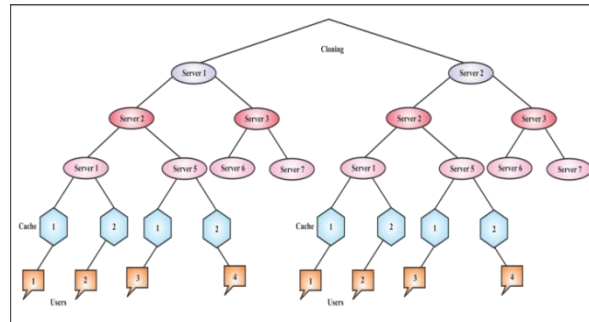 Cloning
Server 1
Server 2
Server 2
Server 3
Server 2
Server 3
Server 1
Server 5
Server 6
Server 7
Server 1
Server 5
Server 6
Server 7
Cache
1
2
1
2
Cache
1
2
1
2
1
2
3
4
1
2
3
4
Users
Users